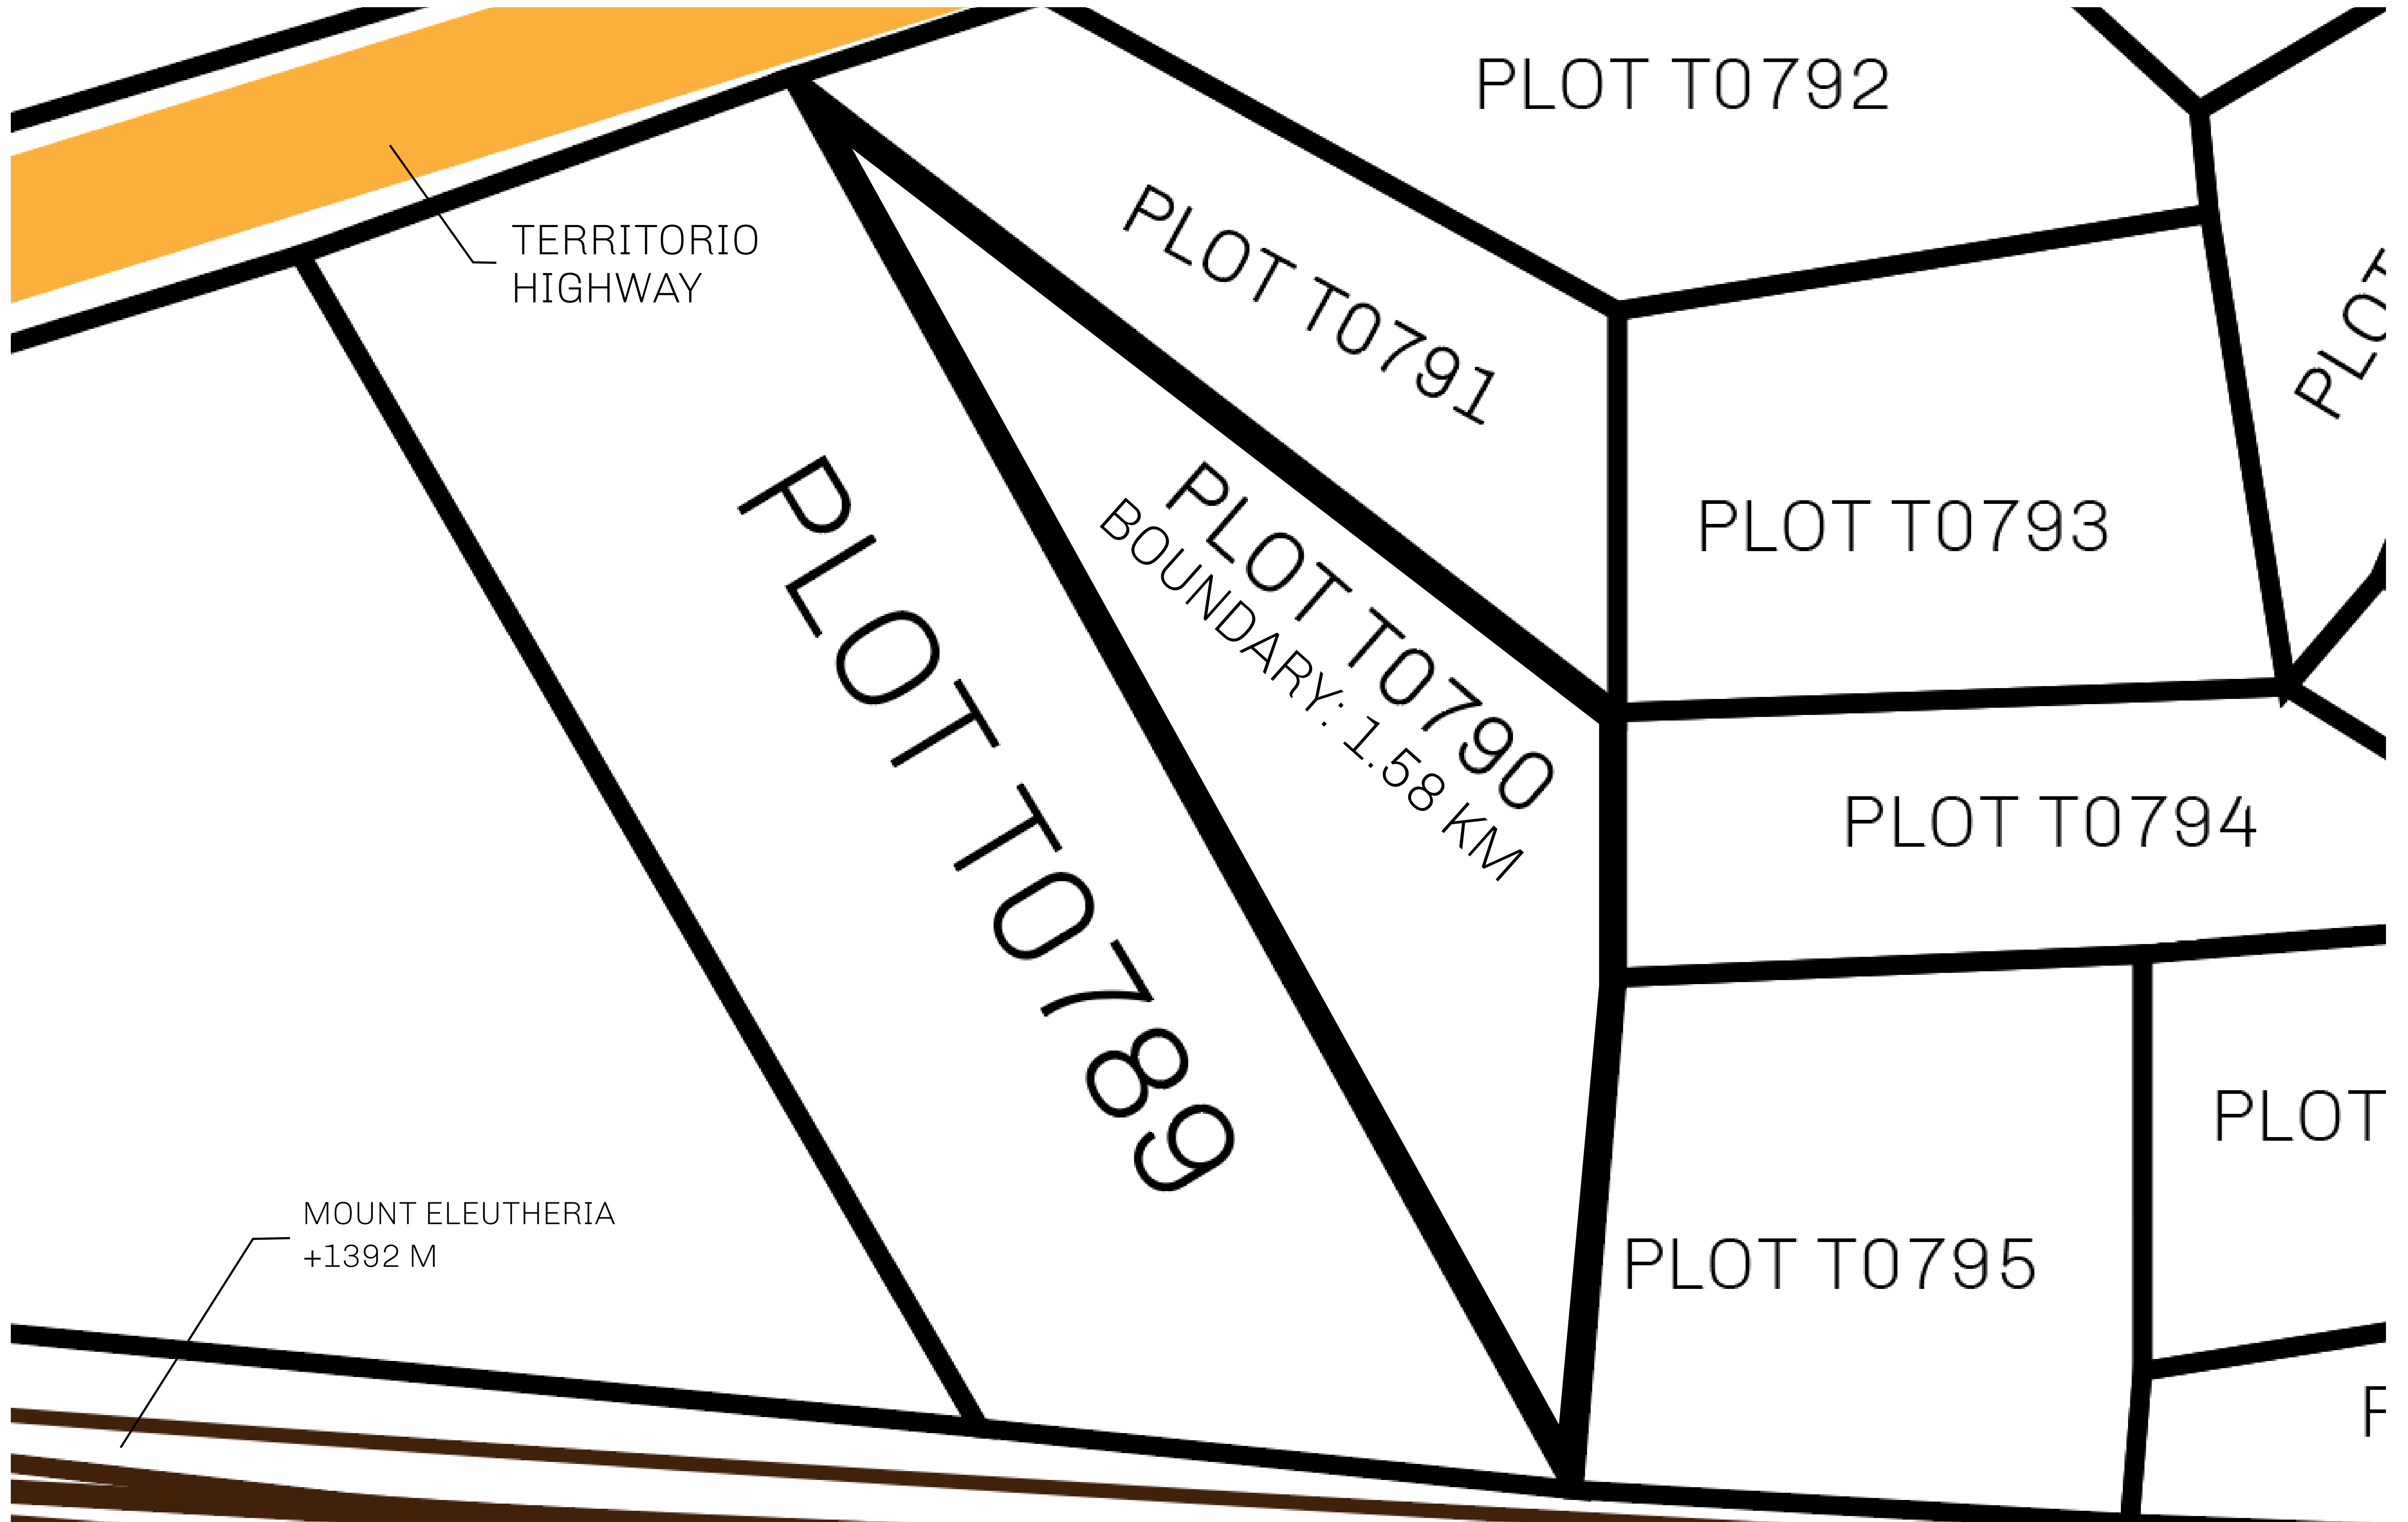 PLOT T0792
TERRITORIO
HIGHWAY
PLOT T0791
PLOT
PLOT T0790
BOUNDARY: 1.58 KM
PLOT T0793
PLOT T0789
PLOT T0794
PLOT
MOUNT ELEUTHERIA
+1392 M
PLOT T0795
P